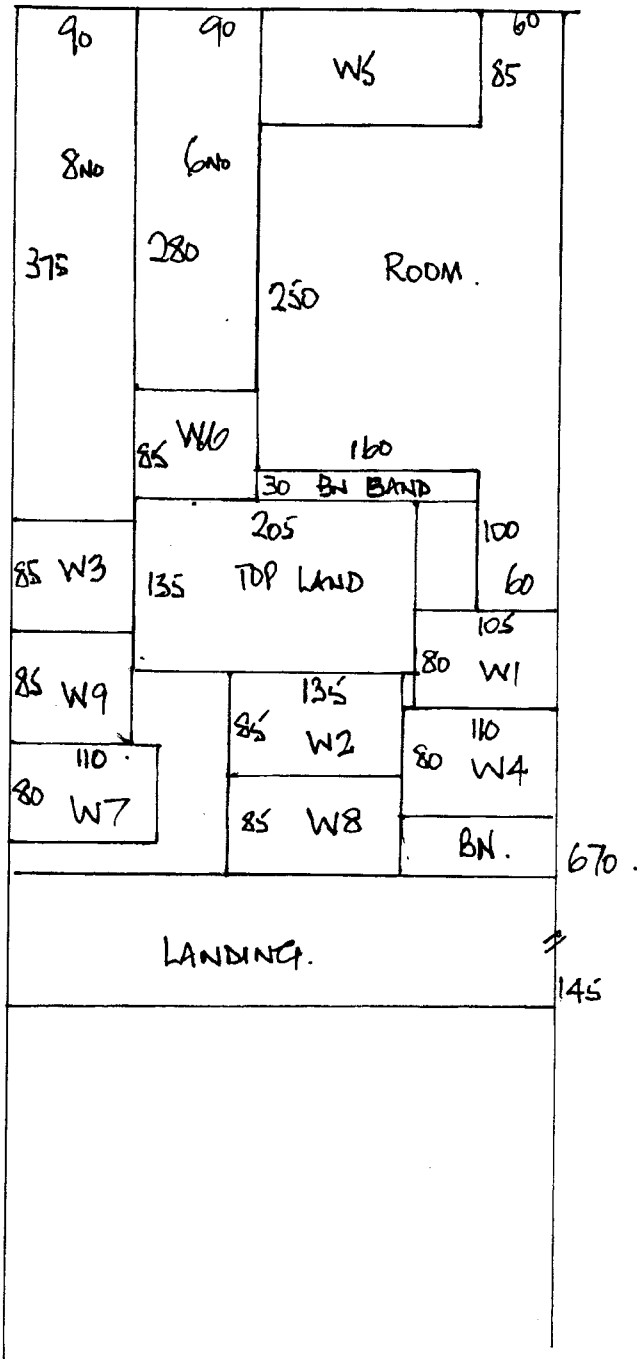 90 90 60
W5 85
8NO 6NO
375 280 250 ROOM.
85 W6 160
30 BN BAND
205 100
85 W3 135 TOP LAND 60
105
80 W1
85 W9 135
85 W2 110
80 W4
110
80 W7 85 W8 BN.
670.
LANDING.
145